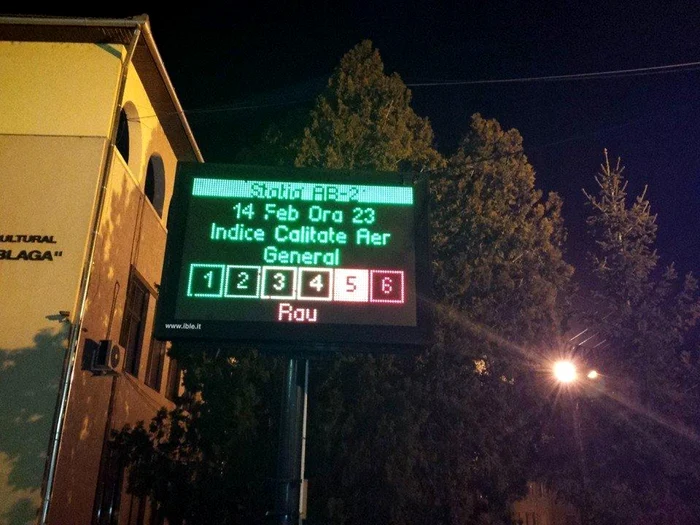 ULTURAL
BLAGA"
Statia AB-2
14 Feb Ora 23
Indice Calitate Aer
General
1 2 3 4 5 6
Rau
www.ible.it